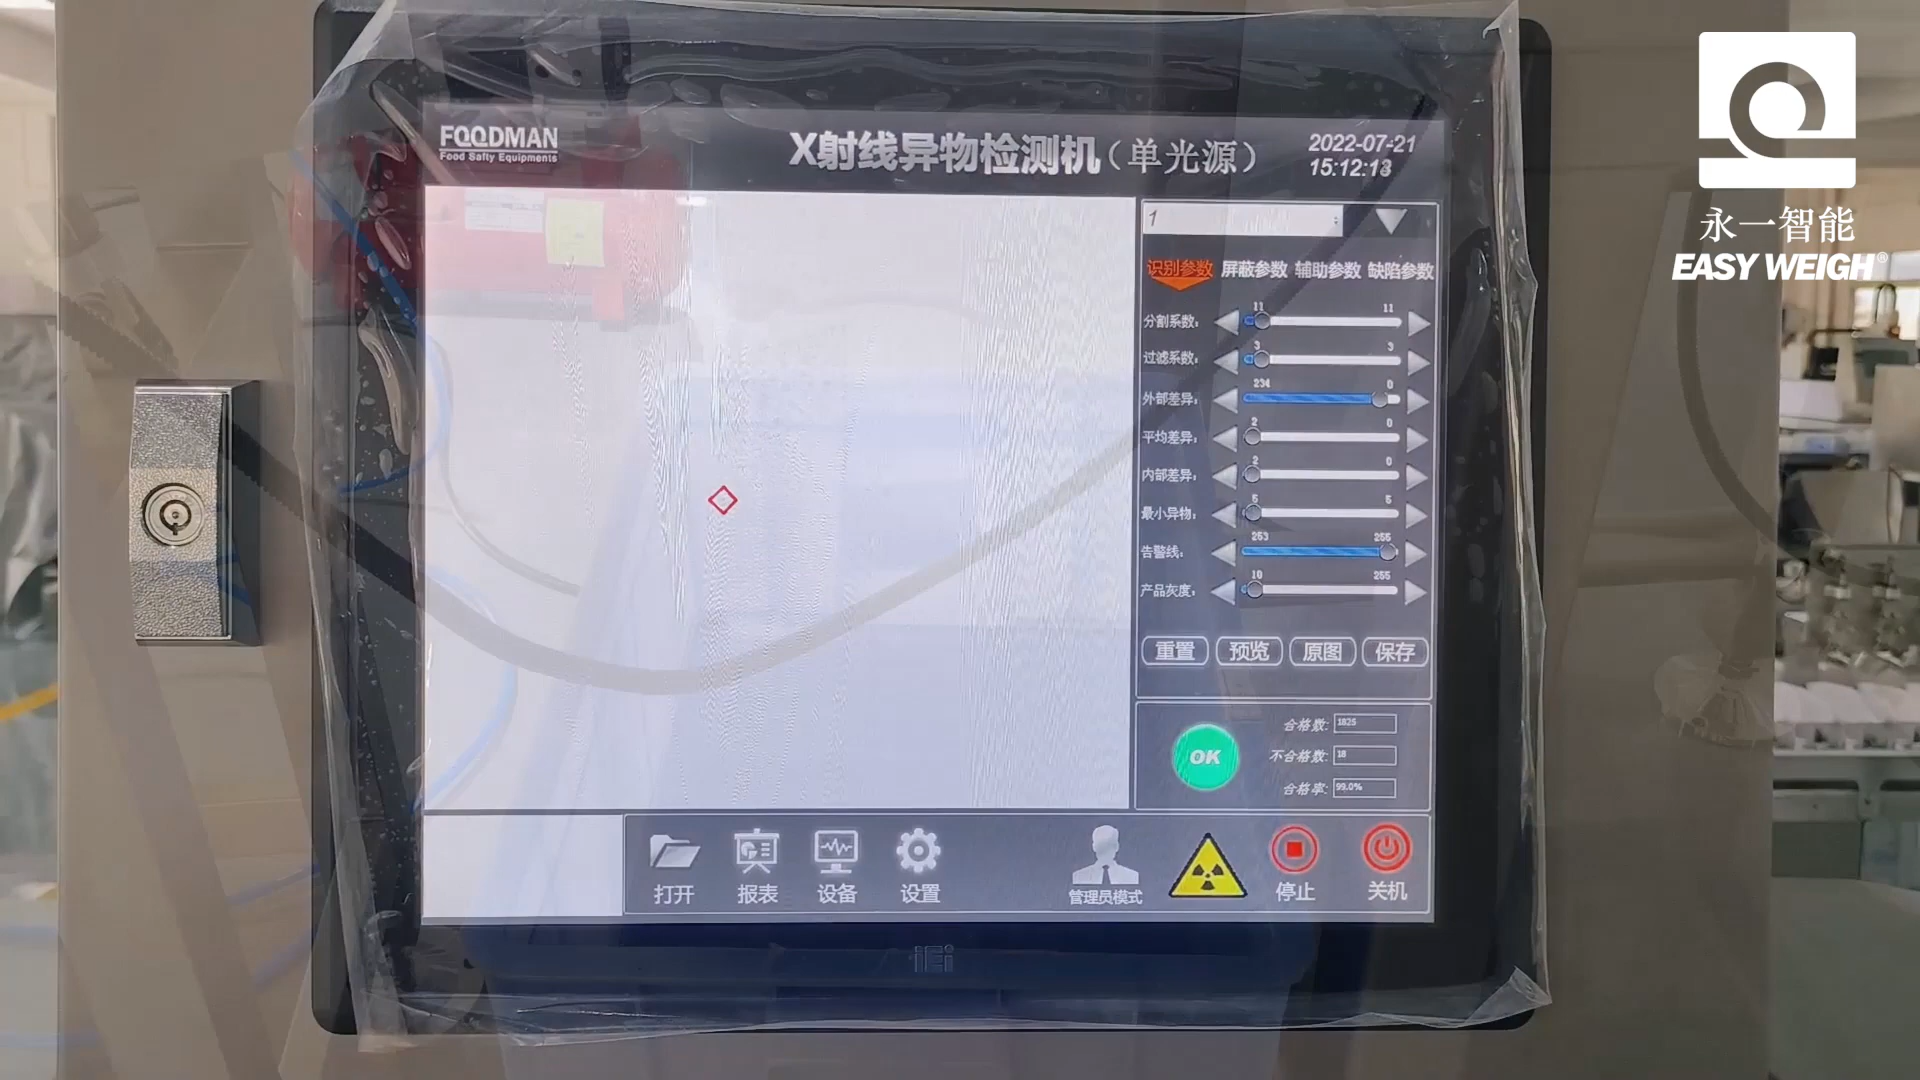 FOODMAN
Food Safty Equipments
X射线异物检测机(单光源)
2022-07-21
15:12:13
永一智能
EASY WEIGH®
1
识别参数 屏蔽参数 辅助参数 缺陷参数
分割系数: 11 11
过滤系数: 3 3
外部差异: 234 0
平均差异: 2 0
内部差异: 2 0
最小异物: 5 5
告警线: 253 255
产品灰度: 10 255
重置 预览 原图 保存
OK
合格数: 1825
不合格数: 18
合格率: 99.0%
打开 报表 设备 设置 管理员模式 停止 关机
iEi